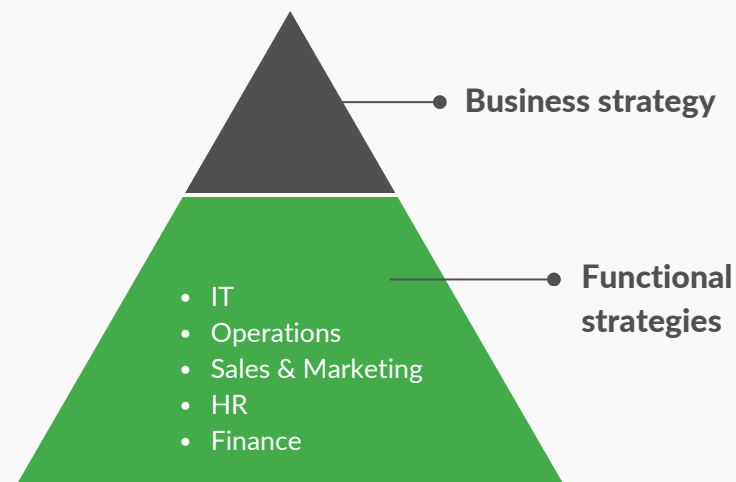 Business strategy
Functional
strategies
• IT
• Operations
• Sales & Marketing
• HR
• Finance